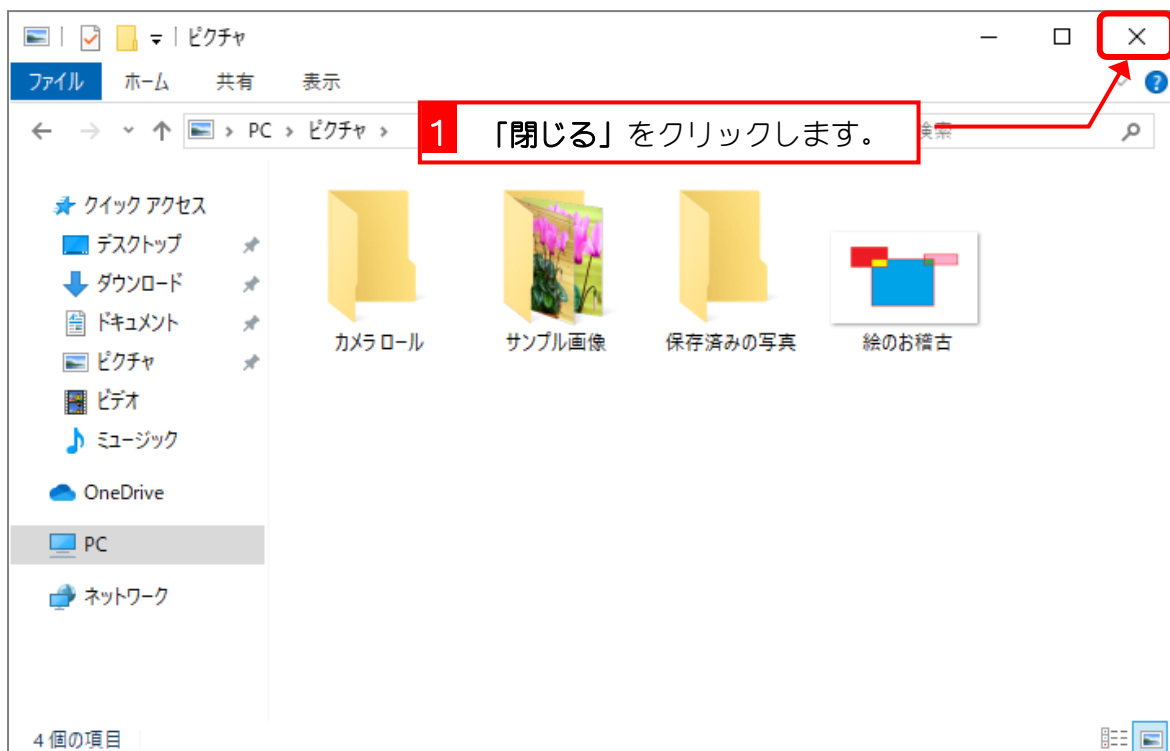 ピクチャ
ファイル ホーム 共有 表示
PC ピクチャ
1 「閉じる」をクリックします。
検索
クイック アクセス
デスクトップ
ダウンロード
ドキュメント
ピクチャ
ビデオ
ミュージック
OneDrive
PC
ネットワーク
カメラ ロール
サンプル画像
保存済みの写真
絵のお稽古
4 個の項目